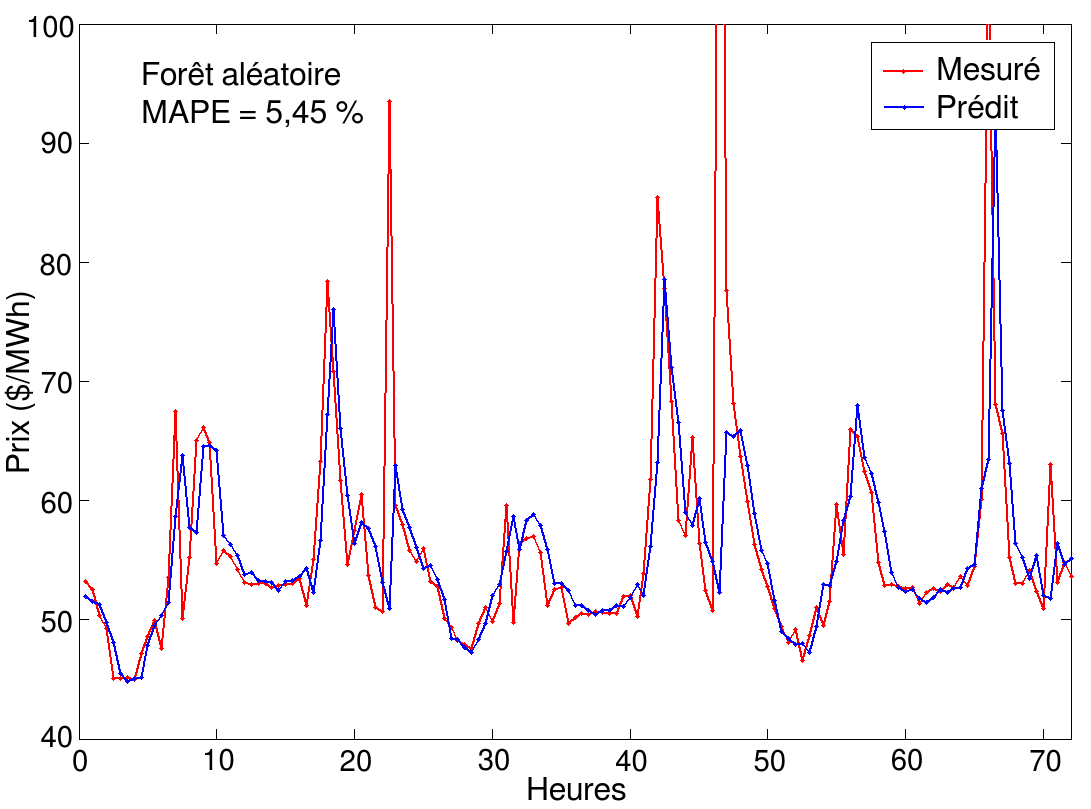 Forêt aléatoire
MAPE = 5,45 %
Mesuré
Prédit
Prix ($/MWh)
100
90
80
70
60
50
40
0 10 20 30 40 50 60 70
Heures